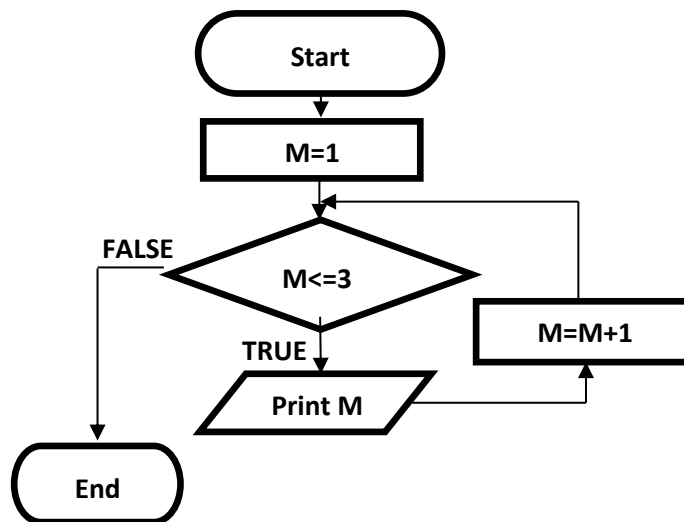 Start
M=1
FALSE
M<=3
M=M+1
TRUE
Print M
End